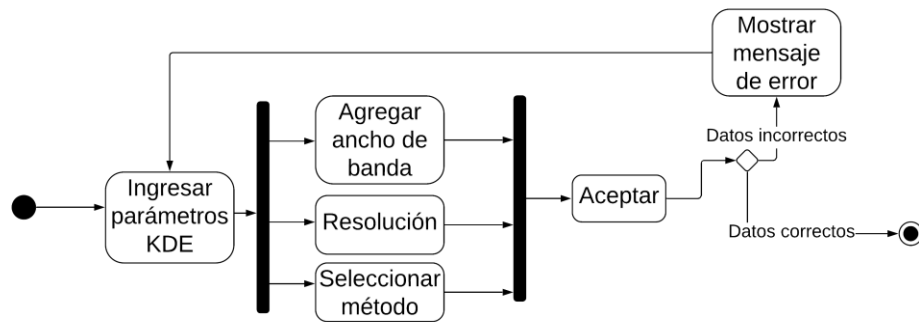 Mostrar
mensaje
de error
Agregar
ancho de
banda
Datos incorrectos
Ingresar
parámetros
KDE
Resolución
Aceptar
Datos correctos
Seleccionar
método